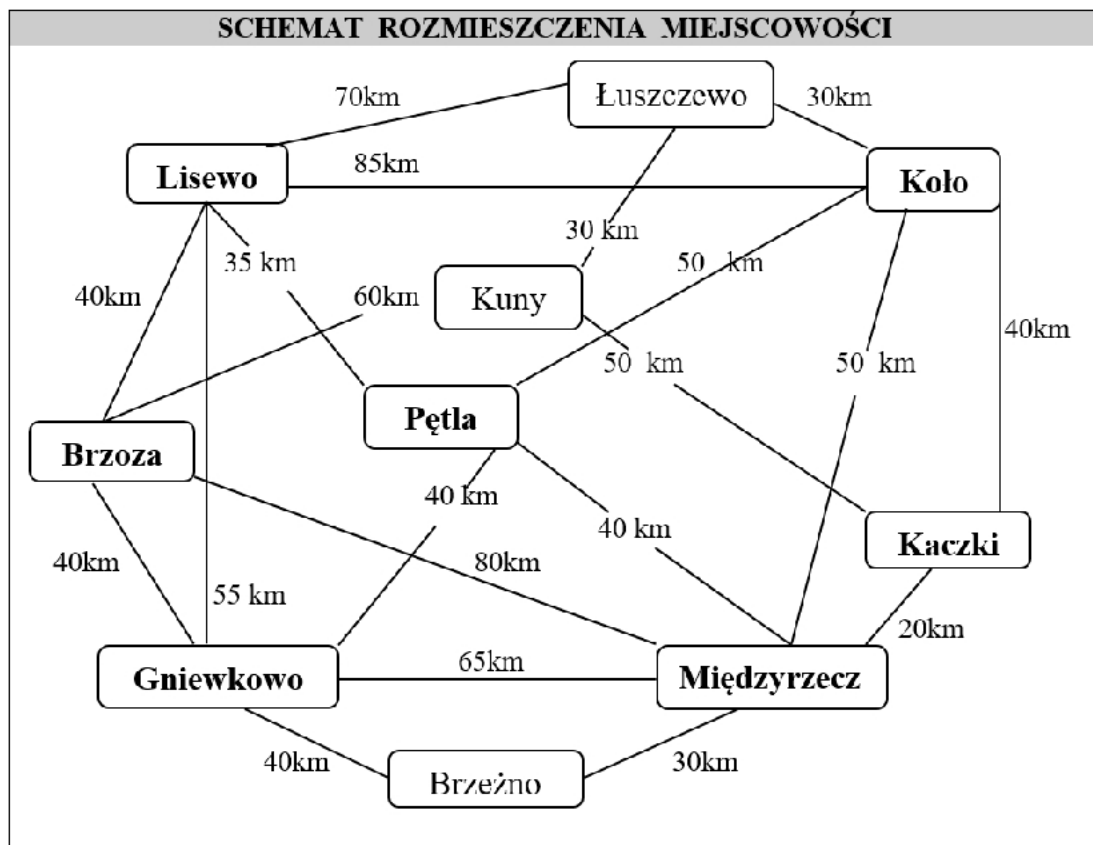 SCHEMAT ROZMIESZCZENIA MIEJSCOWOŚCI
70km
Łuszczewo
30km
Lisewo
85km
Koło
30 km
35 km
50 km
40km
60km
Kuny
40km
50 km
50 km
Pętla
Brzoza
40 km
40 km
Kaczki
40km
80km
55 km
20km
Gniewkowo
65km
Międzyrzecz
40km
Brzeźno
30km